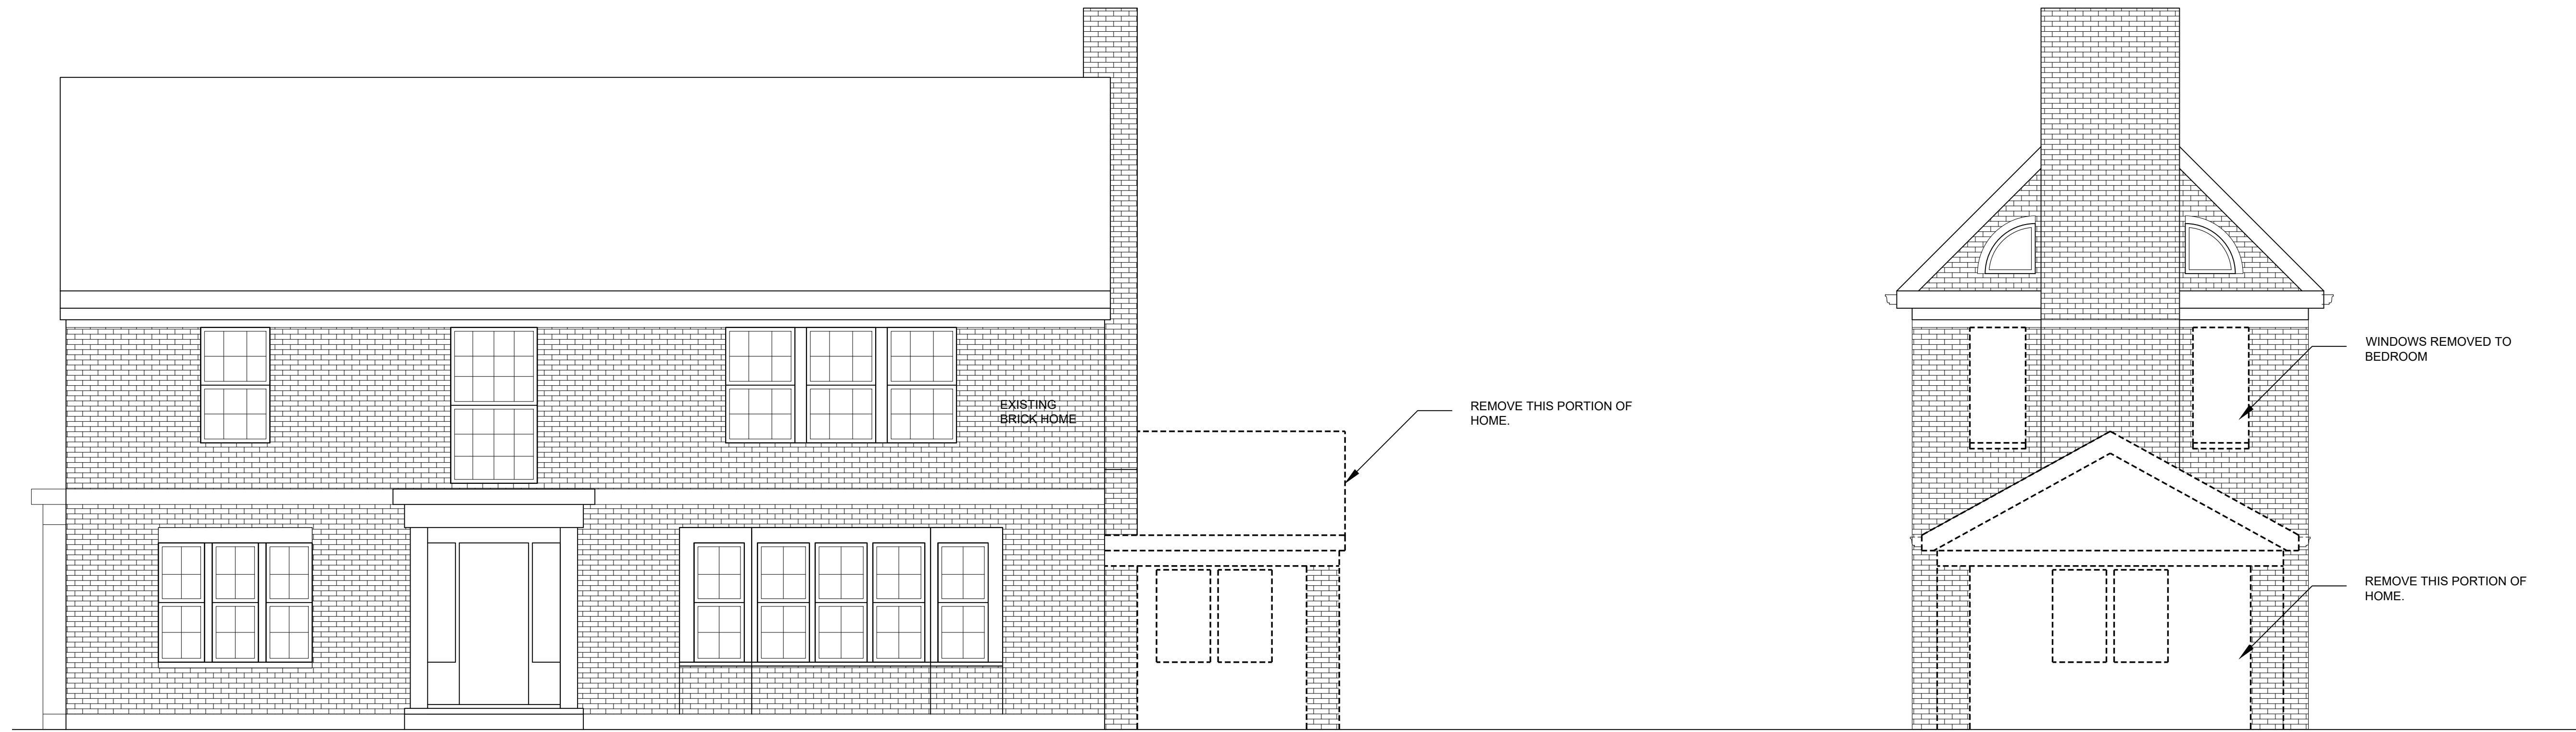 EXISTING
BRICK HOME
REMOVE THIS PORTION OF
HOME.
WINDOWS REMOVED TO
BEDROOM
REMOVE THIS PORTION OF
HOME.